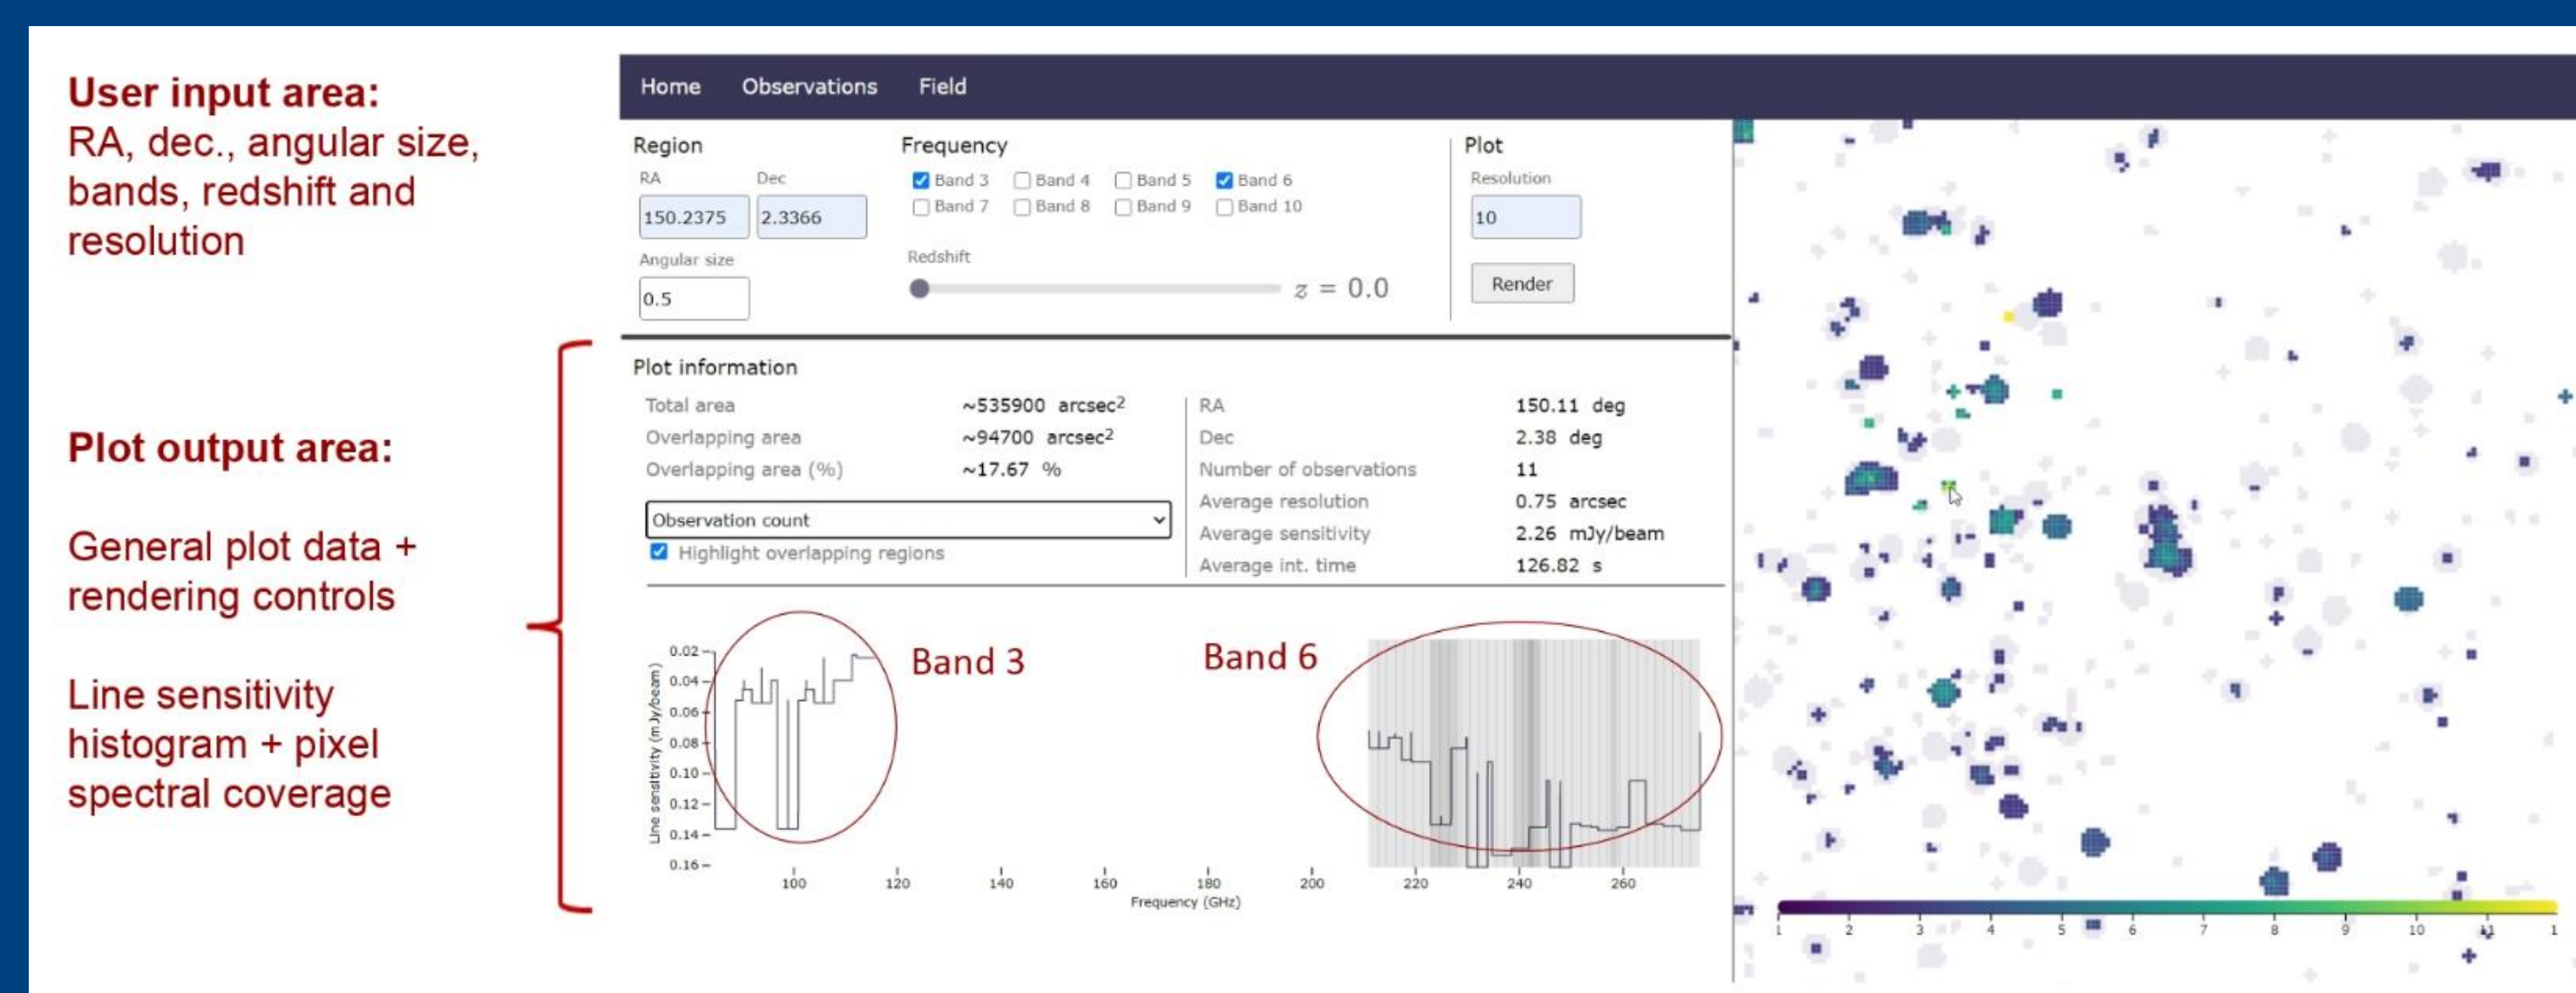 User input area:
RA, dec., angular size,
bands, redshift and
resolution
Plot output area:
General plot data +
rendering controls
Line sensitivity
histogram + pixel
spectral coverage
Home Observations Field
Region Frequency Plot
RA Dec Band 3 Band 4 Band 5 Band 6 Resolution
150.2375 2.3366 Band 7 Band 8 Band 9 Band 10 10
Angular size Redshift
0.5 z = 0.0 Render
Plot information
Total area ~535900 arcsec² RA 150.11 deg
Overlapping area ~94700 arcsec² Dec 2.38 deg
Overlapping area (%) ~17.67 % Number of observations 11
Average resolution 0.75 arcsec
Observation count
Average sensitivity 2.26 mJy/beam
Highlight overlapping regions
Average int. time 126.82 s
Band 3 Band 6
Line sensitivity (mJy/beam)
0.02
0.04
0.06
0.08
0.10
0.12
0.14
0.16
100 120 140 160 180 200 220 240 260
Frequency (GHz)
1 2 3 4 5 6 7 8 9 10 11 1